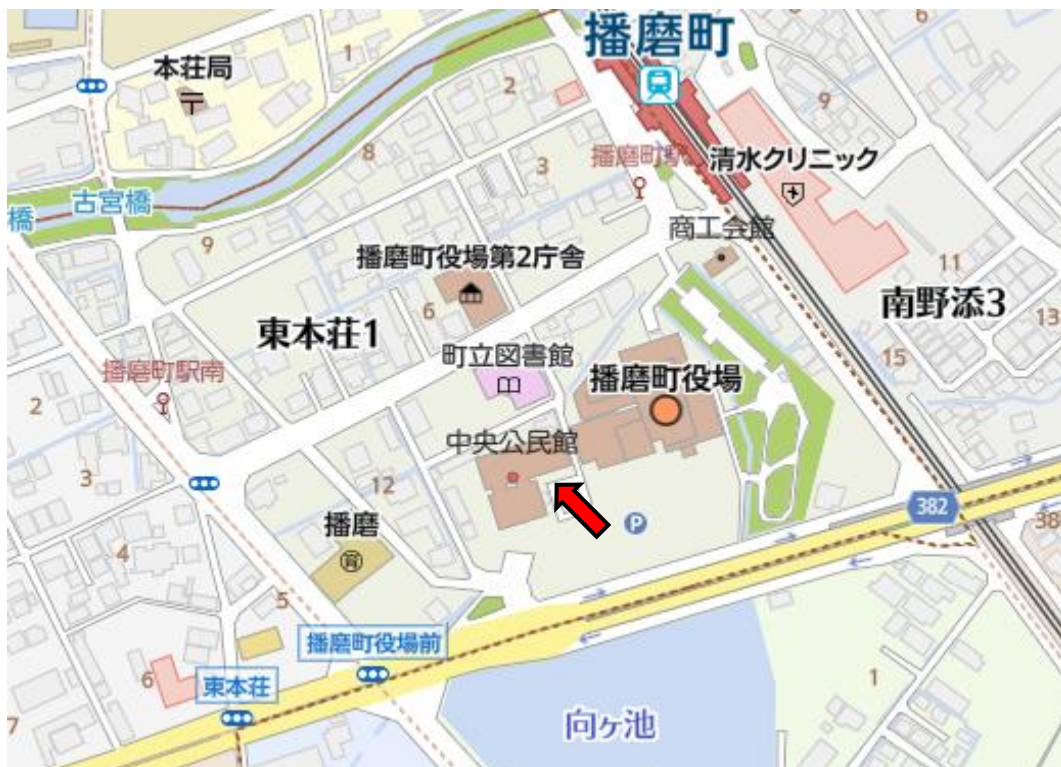 播磨町
1
本荘局
2
9
6
8
3
播磨町駅
清水クリニック
橋
古宮橋
9
商工会館
播磨町役場第2庁舎
11
6
南野添3
13
東本荘1
町立図書館
播磨町役場
15
播磨町駅南
2
中央公民館
3
12
382
P
播磨
38
4
5
播磨町役場前
6
東本荘
1
7
向ヶ池